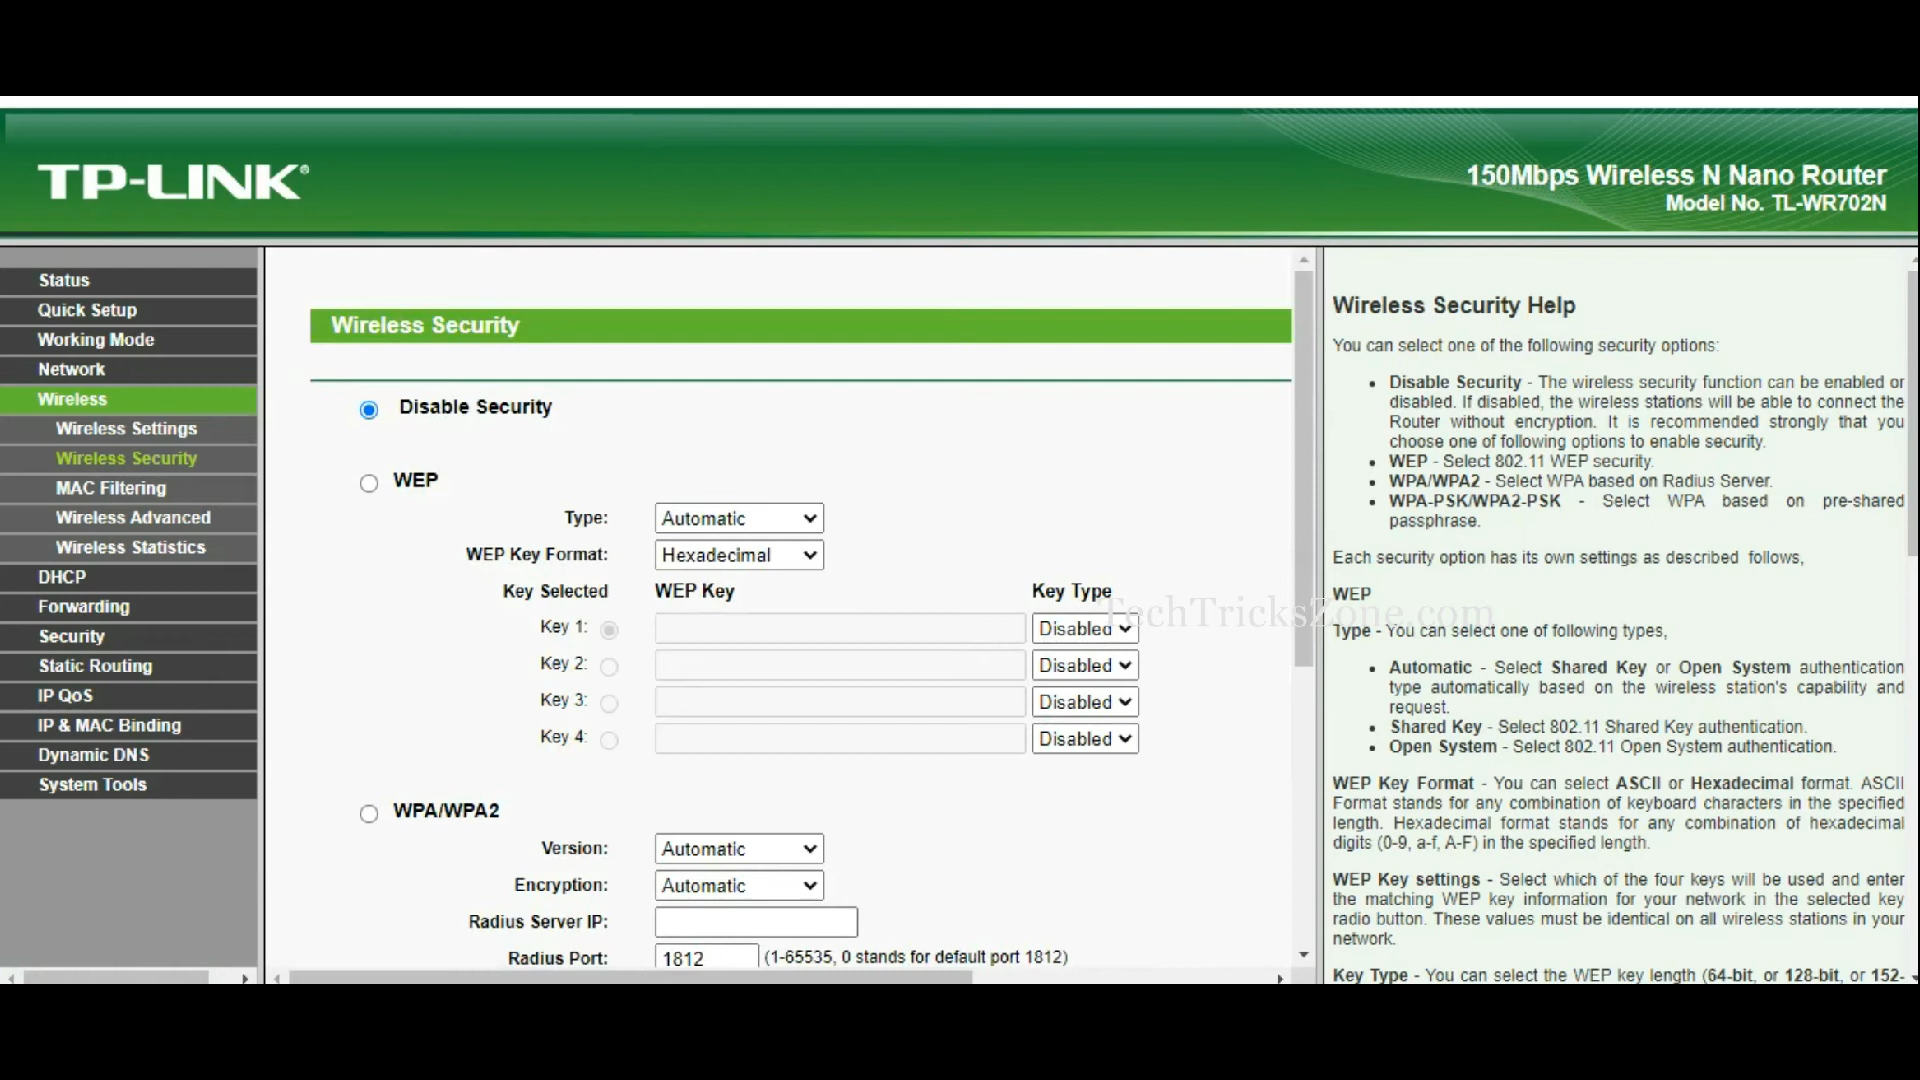 TP-LINK®
150Mbps Wireless N Nano Router
Model No. TL-WR702N
Status
Quick Setup
Working Mode
Network
Wireless
Wireless Settings
Wireless Security
MAC Filtering
Wireless Advanced
Wireless Statistics
DHCP
Forwarding
Security
Static Routing
IP QoS
IP & MAC Binding
Dynamic DNS
System Tools
Wireless Security
Disable Security
WEP
Type: Automatic
WEP Key Format: Hexadecimal
Key Selected WEP Key Key Type
Key 1: Disabled
Key 2: Disabled
Key 3: Disabled
Key 4: Disabled
WPA/WPA2
Version: Automatic
Encryption: Automatic
Radius Server IP:
Radius Port: 1812 (1-65535, 0 stands for default port 1812)
TechTricksZone.com
Wireless Security Help
You can select one of the following security options:
• Disable Security - The wireless security function can be enabled or
disabled. If disabled, the wireless stations will be able to connect the
Router without encryption. It is recommended strongly that you
choose one of following options to enable security.
• WEP - Select 802.11 WEP security.
• WPA/WPA2 - Select WPA based on Radius Server.
• WPA-PSK/WPA2-PSK - Select WPA based on pre-shared
passphrase.
Each security option has its own settings as described follows,
WEP
Type - You can select one of following types,
• Automatic - Select Shared Key or Open System authentication
type automatically based on the wireless station's capability and
request.
• Shared Key - Select 802.11 Shared Key authentication.
• Open System - Select 802.11 Open System authentication.
WEP Key Format - You can select ASCII or Hexadecimal format. ASCII
Format stands for any combination of keyboard characters in the specified
length. Hexadecimal format stands for any combination of hexadecimal
digits (0-9, a-f, A-F) in the specified length.
WEP Key settings - Select which of the four keys will be used and enter
the matching WEP key information for your network in the selected key
radio button. These values must be identical on all wireless stations in your
network.
Key Type - You can select the WEP key length (64-bit, or 128-bit, or 152-